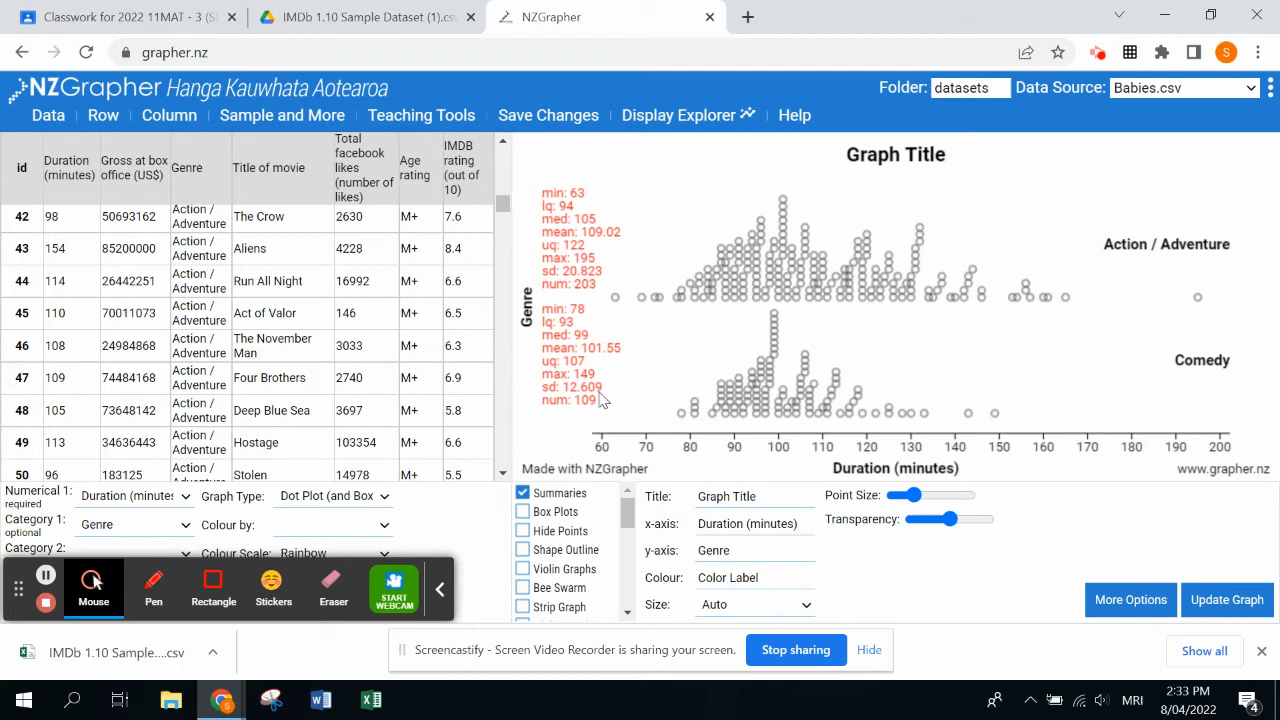 Classwork for 2022 11MAT - 3 (S
IMDb 1.10 Sample Dataset (1).csv
NZGrapher
grapher.nz
S
NZGrapher Hanga Kauwhata Aotearoa
Folder: datasets Data Source: Babies.csv
Data Row Column Sample and More Teaching Tools Save Changes Display Explorer Help
id Duration (minutes) Gross at box office (US$) Genre Title of movie Total facebook likes (number of likes) Age rating IMDB rating (out of 10)
42 98 50693162 Action / Adventure The Crow 2630 M+ 7.6
43 154 85200000 Action / Adventure Aliens 4228 M+ 8.4
44 114 26442251 Action / Adventure Run All Night 16992 M+ 6.6
45 110 70011073 Action / Adventure Act of Valor 146 M+ 6.5
46 108 24984868 Action / Adventure The November Man 3033 M+ 6.3
47 109 74484168 Action / Adventure Four Brothers 2740 M+ 6.9
48 105 73648142 Action / Adventure Deep Blue Sea 3697 M+ 5.8
49 113 34636443 Action / Adventure Hostage 103354 M+ 6.6
50 96 183125 Action / Adventure Stolen 14978 M+ 5.5
Graph Title
min: 63
lq: 94
med: 105
mean: 109.02
uq: 122
max: 195
sd: 20.823
num: 203
Action / Adventure
Genre
min: 78
lq: 93
med: 99
mean: 101.55
uq: 107
max: 149
sd: 12.609
num: 109
Comedy
60 70 80 90 100 110 120 130 140 150 160 170 180 190 200
Made with NZGrapher Duration (minutes) www.grapher.nz
Numerical 1: required Duration (minutes Graph Type: Dot Plot (and Box
Category 1: optional Genre Colour by:
Category 2: Colour Scale: Rainbow
Summaries
Box Plots
Hide Points
Shape Outline
Violin Graphs
Bee Swarm
Strip Graph
Title: Graph Title
x-axis: Duration (minutes)
y-axis: Genre
Colour: Color Label
Size: Auto
Point Size:
Transparency:
More Options Update Graph
Mouse Pen Rectangle Stickers Eraser START WEBCAM
IMDb 1.10 Sample....csv
Screencastify - Screen Video Recorder is sharing your screen. Stop sharing Hide
Show all
MRI
2:33 PM
8/04/2022
4